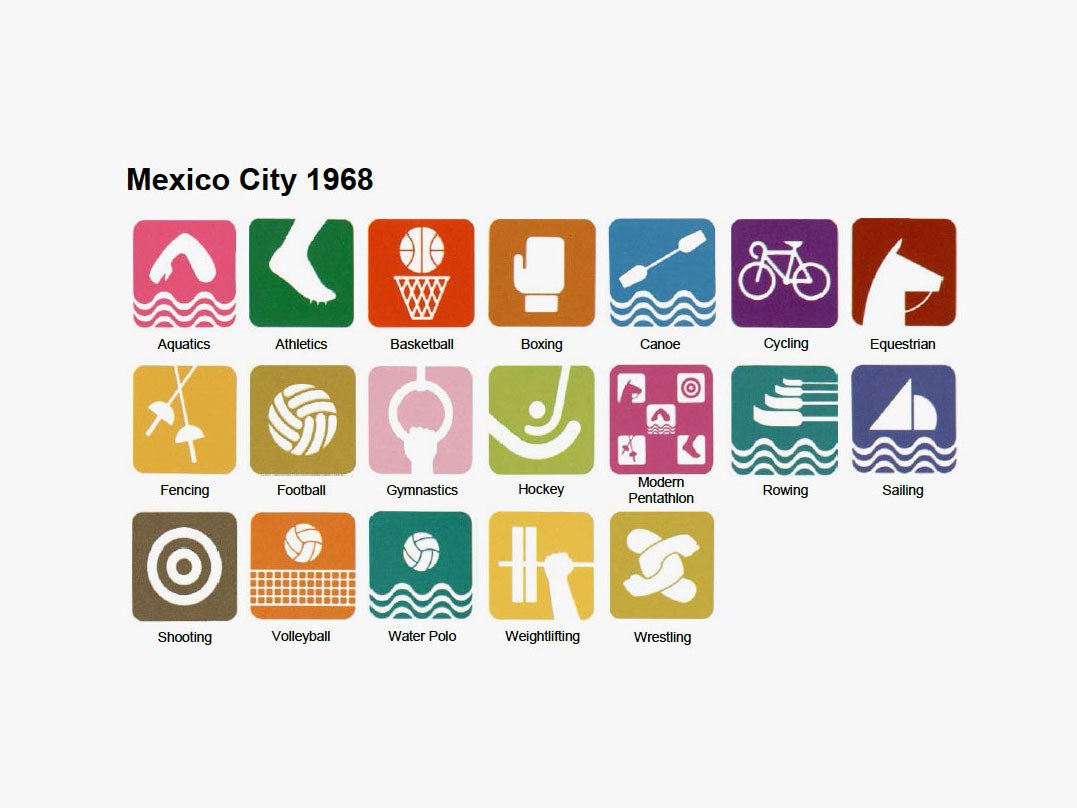 Mexico City 1968
Aquatics
Athletics
Basketball
Boxing
Canoe
Cycling
Equestrian
Fencing
Football
Gymnastics
Hockey
Modern
Pentathlon
Rowing
Sailing
Shooting
Volleyball
Water Polo
Weightlifting
Wrestling